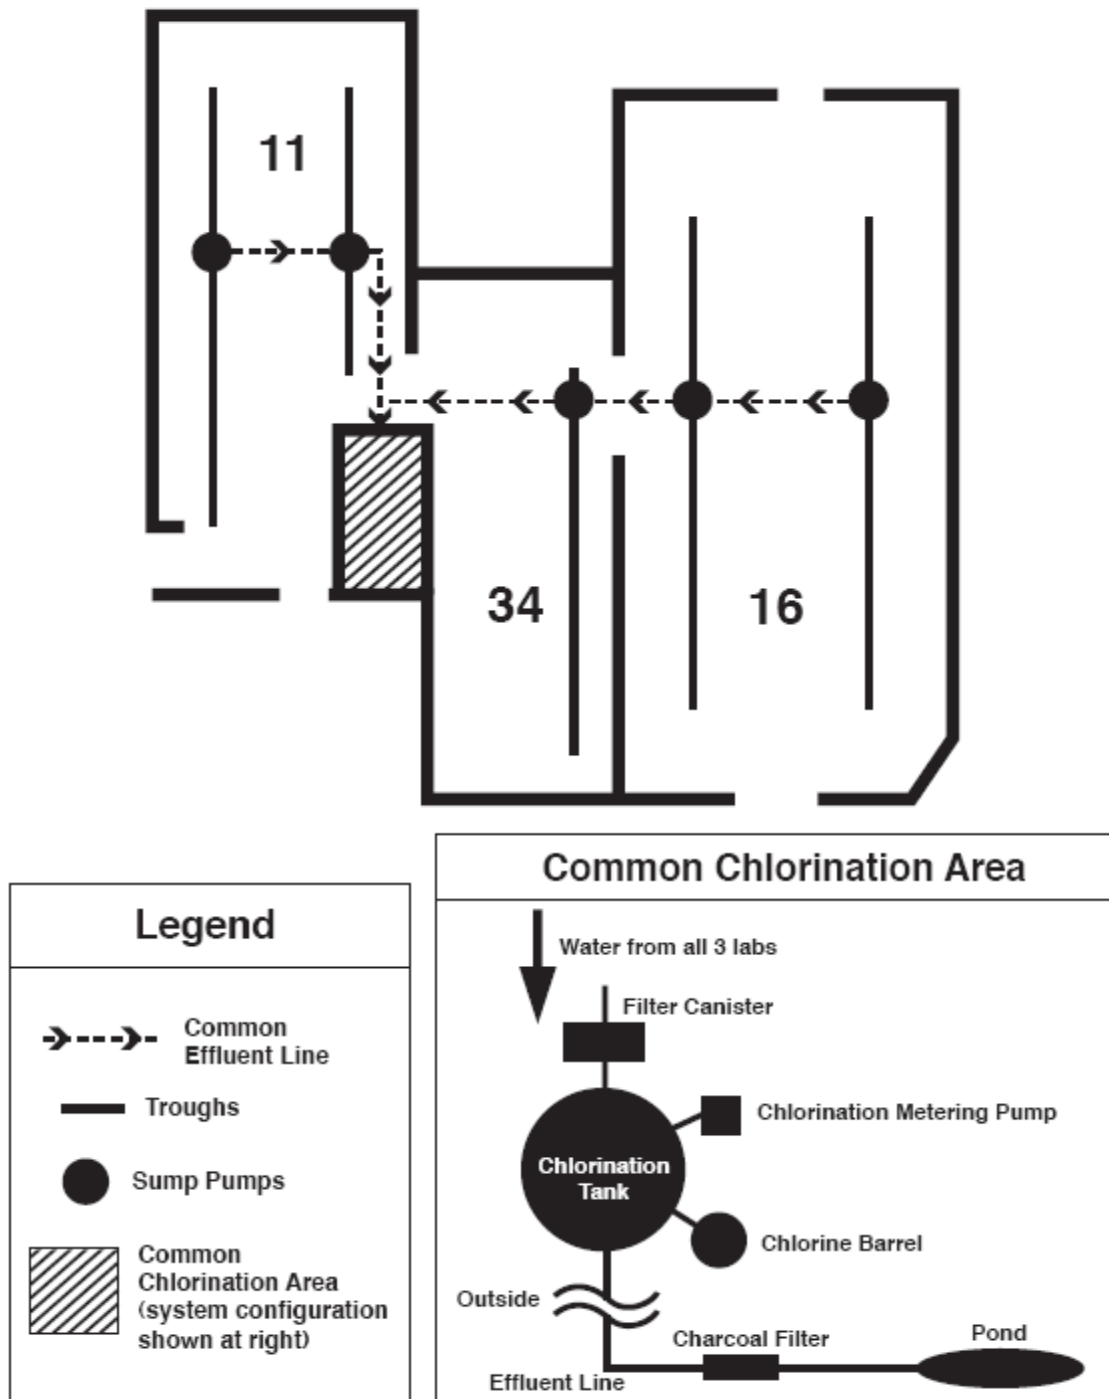 11
34
16
Legend
Common
Effluent Line
Troughs
Sump Pumps
Common
Chlorination Area
(system configuration
shown at right)
Common Chlorination Area
Water from all 3 labs
Filter Canister
Chlorination Metering Pump
Chlorination
Tank
Chlorine Barrel
Outside
Charcoal Filter
Pond
Effluent Line